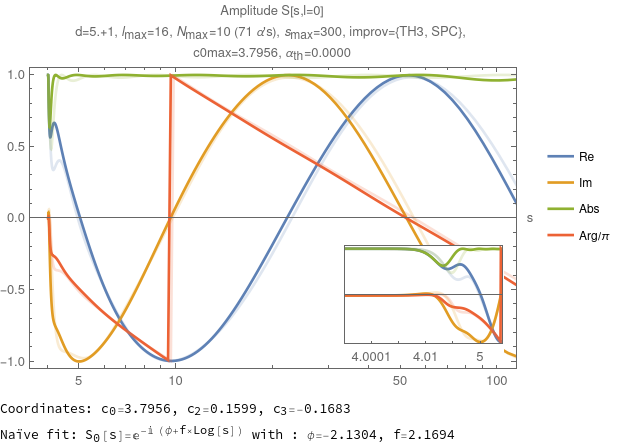 Amplitude S[s,l=0]
d=5.+1, lmax=16, Nmax=10 (71 α's), smax=300, improv={TH3, SPC},
c0max=3.7956, αth=0.0000
1.0
0.5
0.0
−0.5
−1.0
5
10
50
100
s
Re
Im
Abs
Arg/π
4.0001
4.01
5
Coordinates: c0=3.7956, c2=0.1599, c3=-0.1683
Naïve fit: S0[s]=e^-i (ϕ+f×Log[s]) with : ϕ=-2.1304, f=2.1694